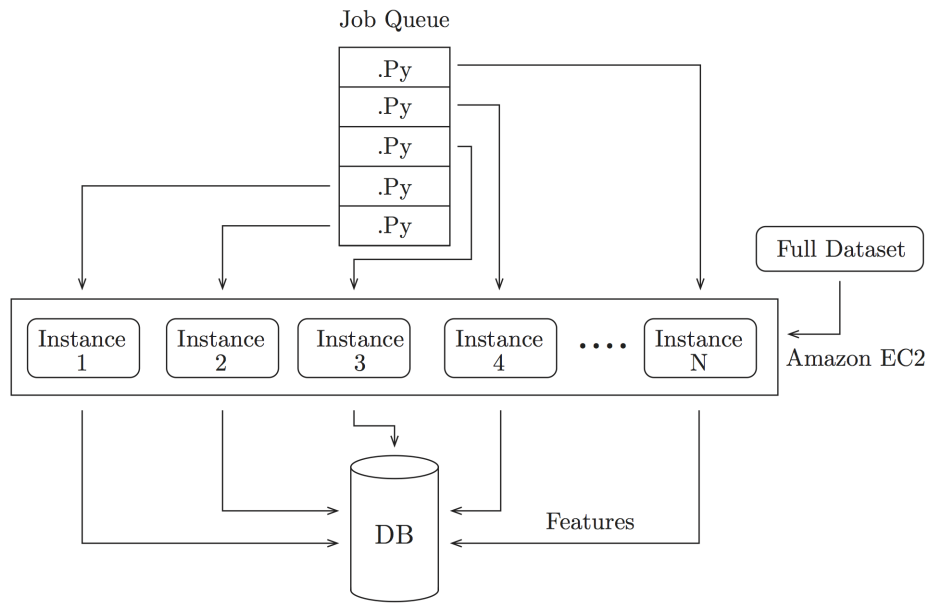 Job Queue
.Py
.Py
.Py
.Py
.Py
Full Dataset
Instance
1
Instance
2
Instance
3
Instance
4
....
Instance
N
Amazon EC2
Features
DB